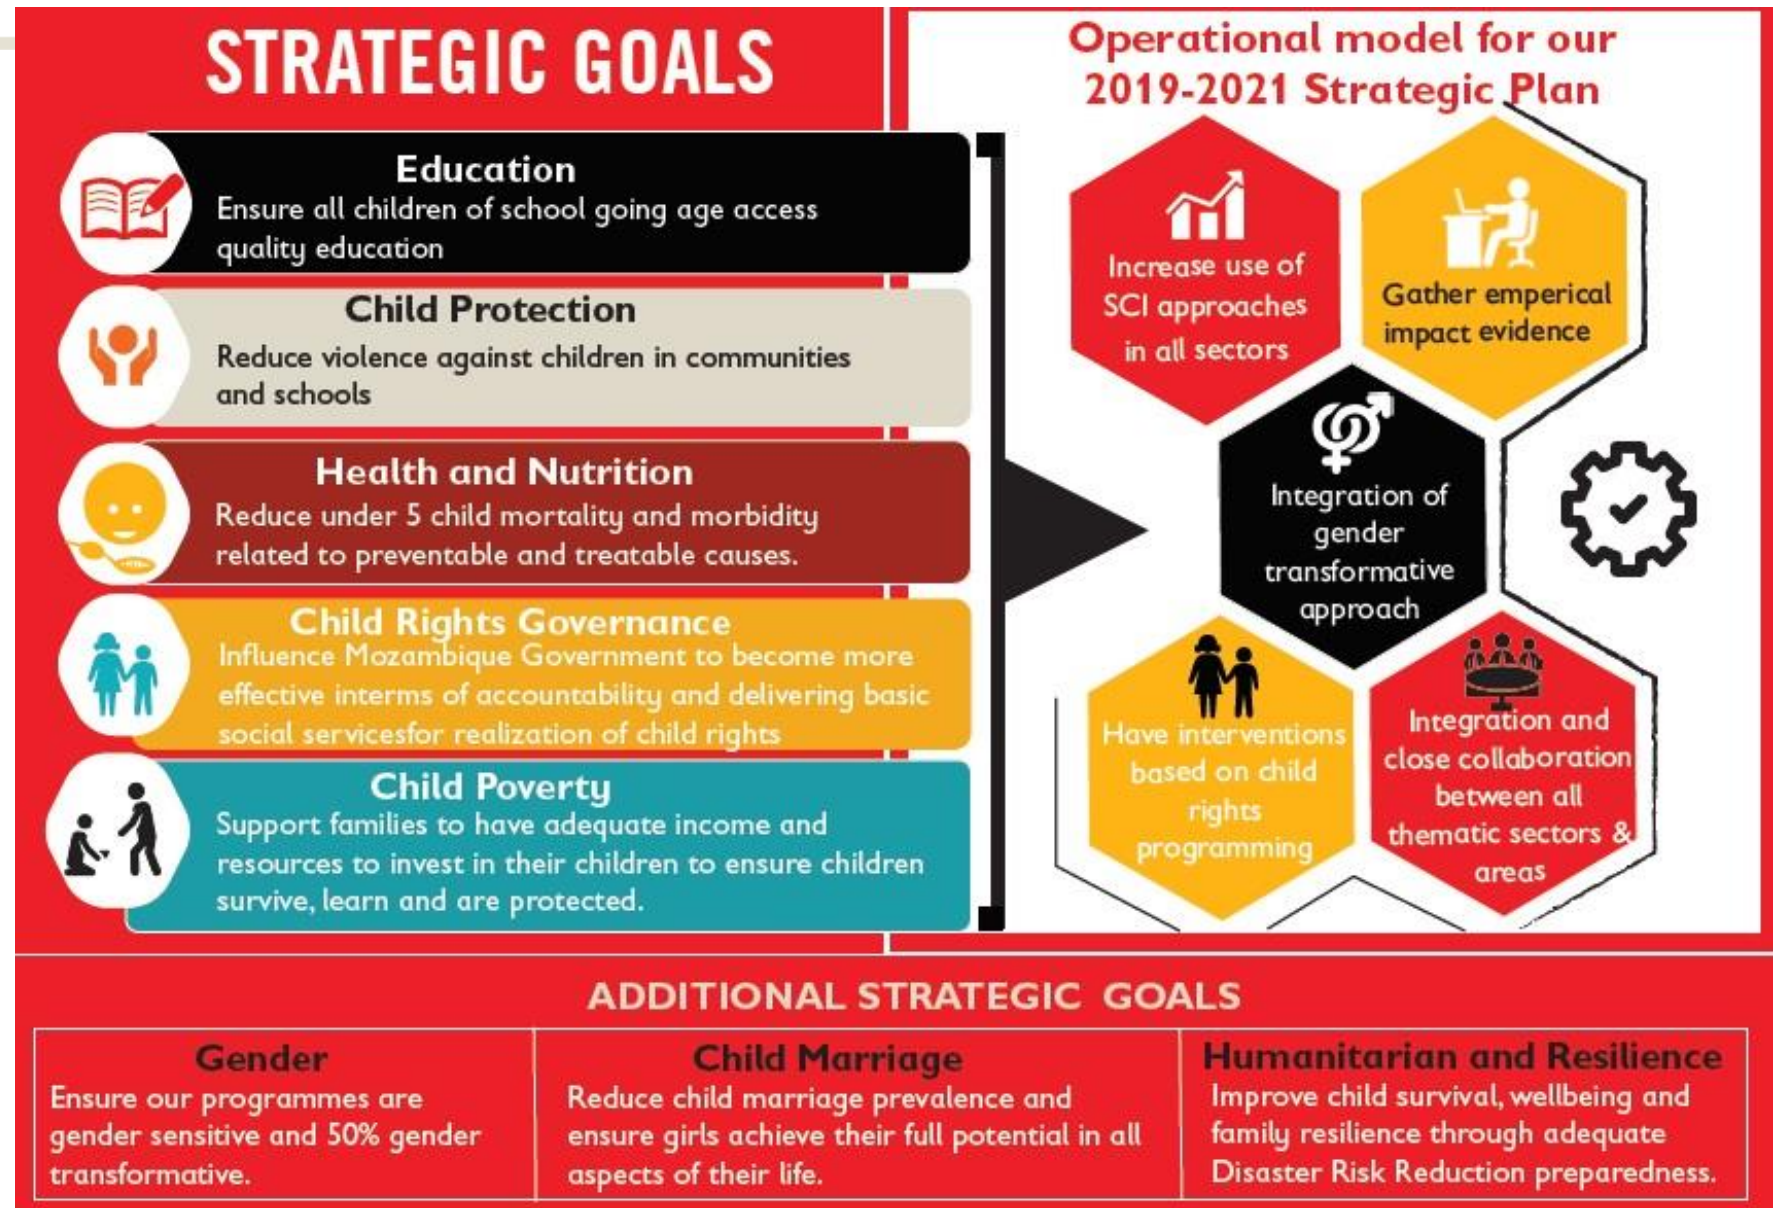 STRATEGIC GOALS
Education
Ensure all children of school going age access
quality education
Child Protection
Reduce violence against children in communities
and schools
Health and Nutrition
Reduce under 5 child mortality and morbidity
related to preventable and treatable causes.
Child Rights Governance
Influence Mozambique Government to become more
effective interms of accountability and delivering basic
social servicesfor realization of child rights
Child Poverty
Support families to have adequate income and
resources to invest in their children to ensure children
survive, learn and are protected.
Operational model for our
2019-2021 Strategic Plan
Increase use of
SCI approaches
in all sectors
Gather emperical
impact evidence
Integration of
gender
transformative
approach
Have interventions
based on child
rights
programming
Integration and
close collaboration
between all
thematic sectors &
areas
ADDITIONAL STRATEGIC GOALS
Gender
Ensure our programmes are
gender sensitive and 50% gender
transformative.
Child Marriage
Reduce child marriage prevalence and
ensure girls achieve their full potential in all
aspects of their life.
Humanitarian and Resilience
Improve child survival, wellbeing and
family resilience through adequate
Disaster Risk Reduction preparedness.